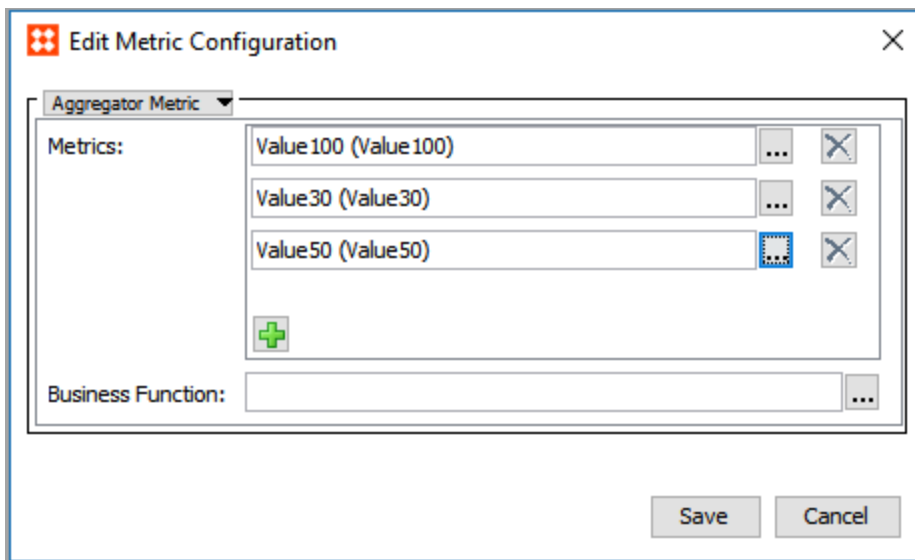 Edit Metric Configuration
Aggregator Metric
Metrics:
Value100 (Value100)
...
Value30 (Value30)
...
Value50 (Value50)
...
Business Function:
...
Save
Cancel